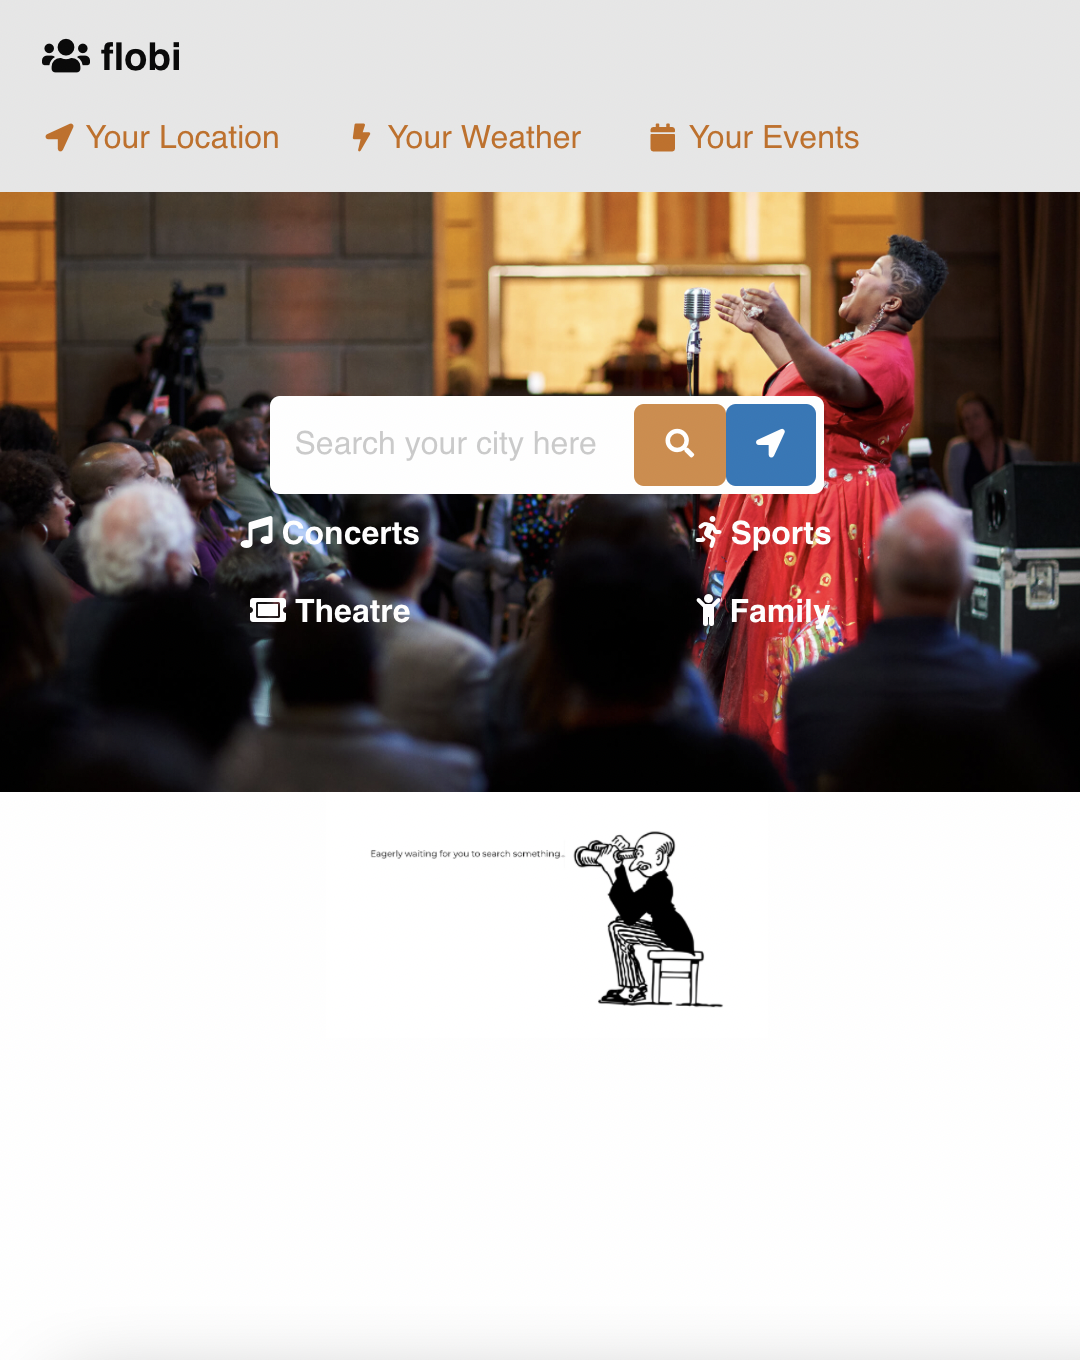 flobi
Your Location Your Weather Your Events
Search your city here
Concerts Sports
Theatre Family
Eagerly waiting for you to search something..